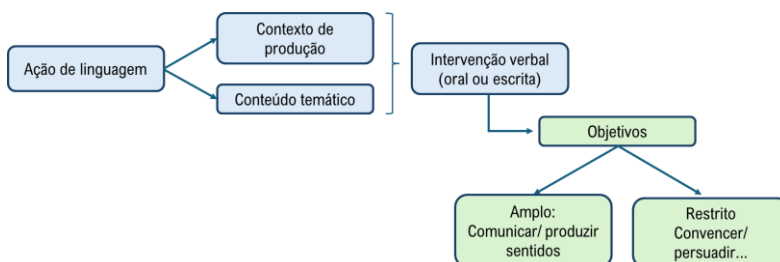 Ação de linguagem
Contexto de
produção
Conteúdo temático
Intervenção verbal
(oral ou escrita)
Objetivos
Amplo:
Comunicar/ produzir
sentidos
Restrito
Convencer/
persuadir...